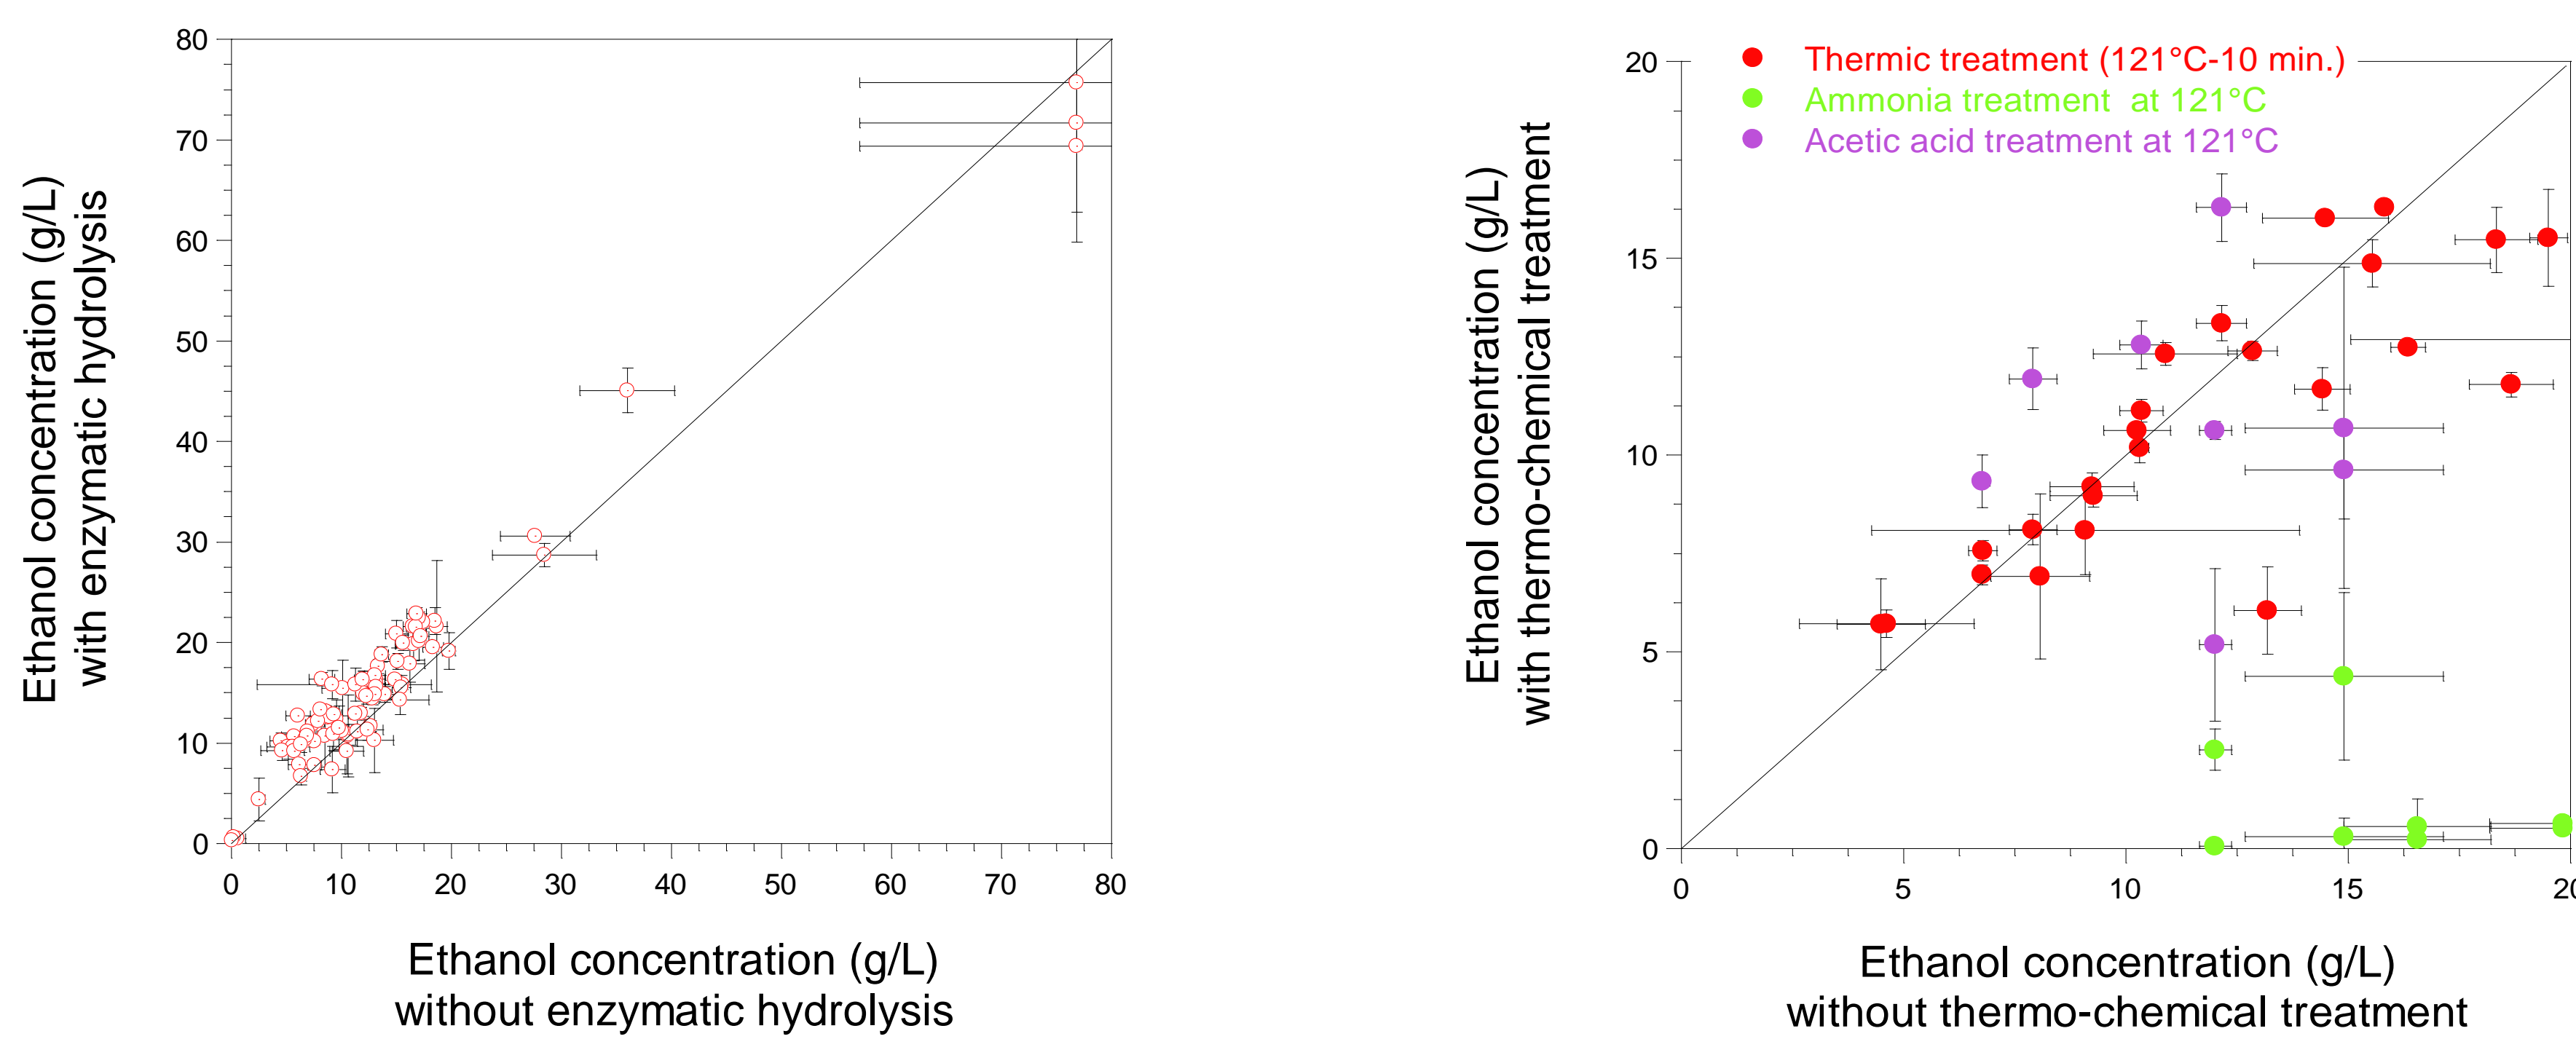 80
70
60
50
40
30
20
10
0
0 10 20 30 40 50 60 70 80
Ethanol concentration (g/L)
with enzymatic hydrolysis
Ethanol concentration (g/L)
without enzymatic hydrolysis
Thermic treatment (121°C-10 min.)
Ammonia treatment at 121°C
Acetic acid treatment at 121°C
20
15
10
5
0
0 5 10 15 20
Ethanol concentration (g/L)
with thermo-chemical treatment
Ethanol concentration (g/L)
without thermo-chemical treatment